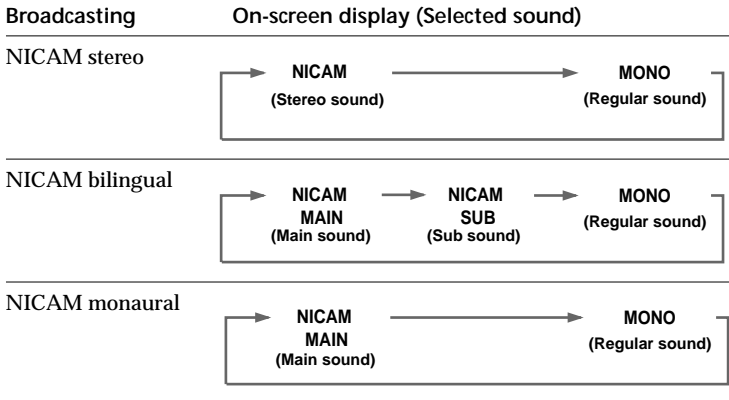 Broadcasting On-screen display (Selected sound)
NICAM stereo
NICAM MONO
(Stereo sound) (Regular sound)
NICAM bilingual
NICAM NICAM MONO
MAIN SUB (Regular sound)
(Main sound) (Sub sound)
NICAM monaural
NICAM MONO
MAIN (Regular sound)
(Main sound)